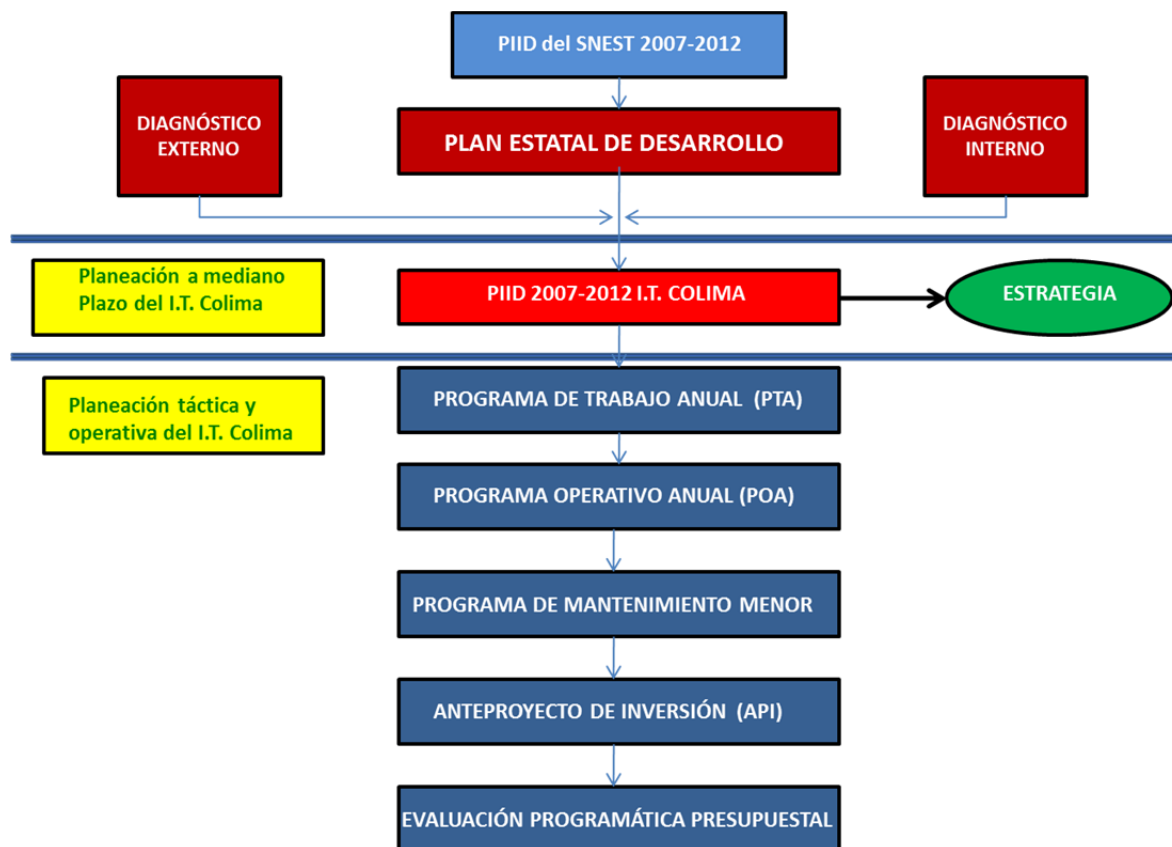 PIID del SNEST 2007-2012
DIAGNÓSTICO
EXTERNO
PLAN ESTATAL DE DESARROLLO
DIAGNÓSTICO
INTERNO
Planeación a mediano
Plazo del I.T. Colima
PIID 2007-2012 I.T. COLIMA
ESTRATEGIA
Planeación táctica y
operativa del I.T. Colima
PROGRAMA DE TRABAJO ANUAL (PTA)
PROGRAMA OPERATIVO ANUAL (POA)
PROGRAMA DE MANTENIMIENTO MENOR
ANTEPROYECTO DE INVERSIÓN (API)
EVALUACIÓN PROGRAMÁTICA PRESUPUESTAL